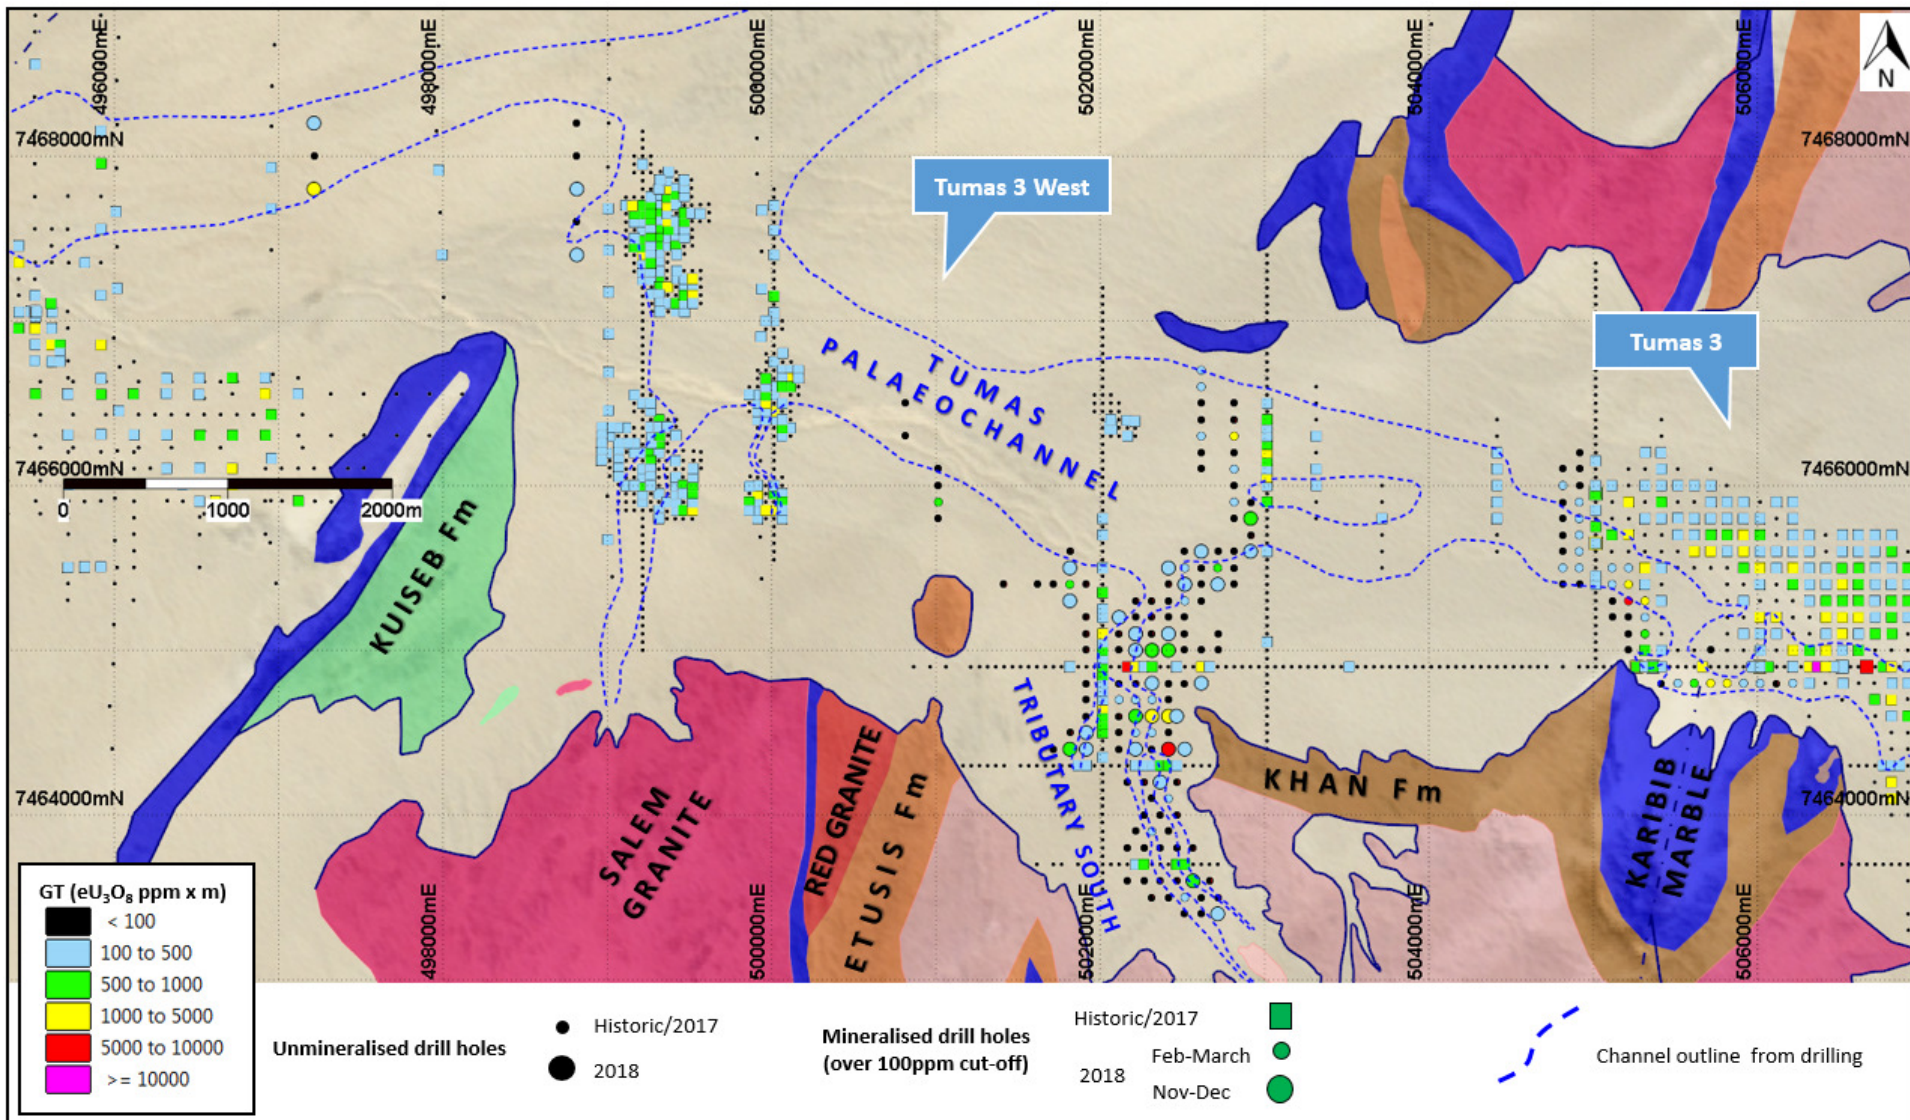 496000mE
498000mE
500000mE
502000mE
504000mE
506000mE
N
7468000mN
7468000mN
Tumas 3 West
Tumas 3
TUMAS
PALAEOCHANNEL
7466000mN
7466000mN
0
1000
2000m
KUISEB Fm
TRIBUTARY SOUTH
SALEM
GRANITE
RED GRANITE
ETUSIS Fm
KHAN Fm
KARIBIB
MARBLE
7464000mN
7464000mN
498000mE
500000mE
502000mE
504000mE
506000mE
GT (eU₃O₈ ppm x m)
< 100
100 to 500
500 to 1000
1000 to 5000
5000 to 10000
>= 10000
Unmineralised drill holes
Historic/2017
2018
Mineralised drill holes
(over 100ppm cut-off)
Historic/2017
2018
Feb-March
Nov-Dec
Channel outline from drilling